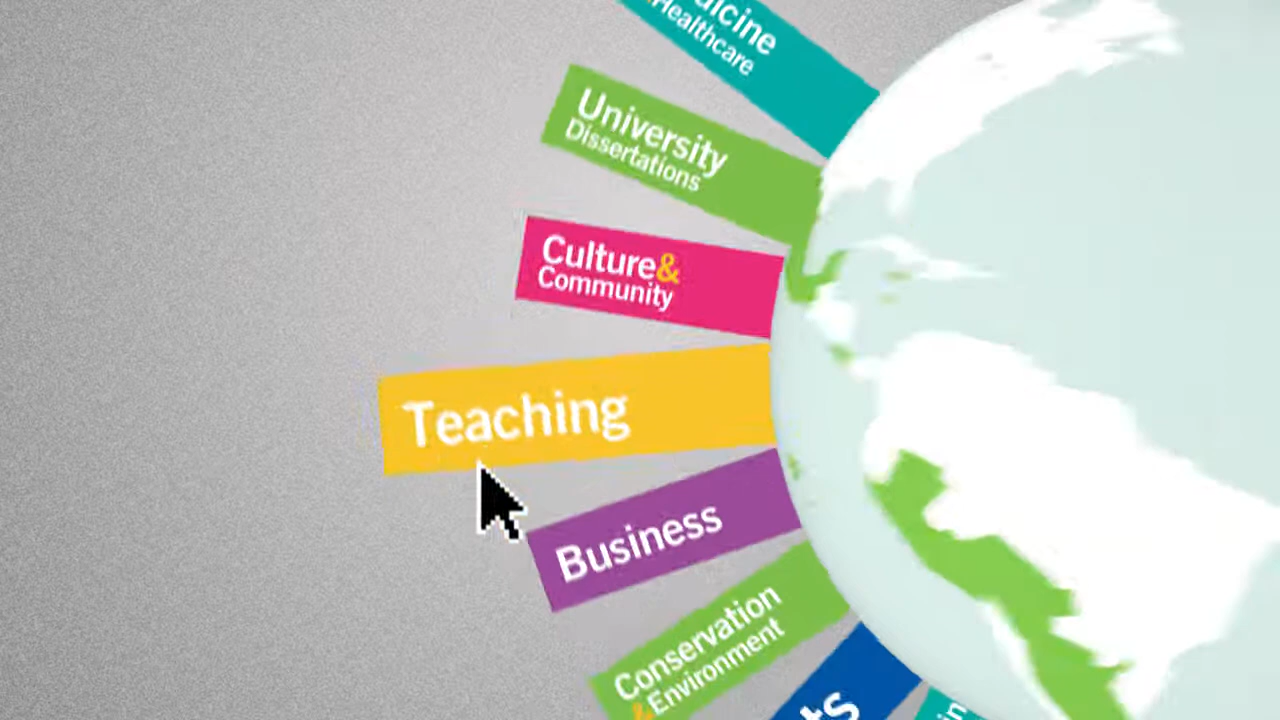 Healthcare
University
Dissertations
Culture&
Community
Teaching
Business
Conservation
&Environment